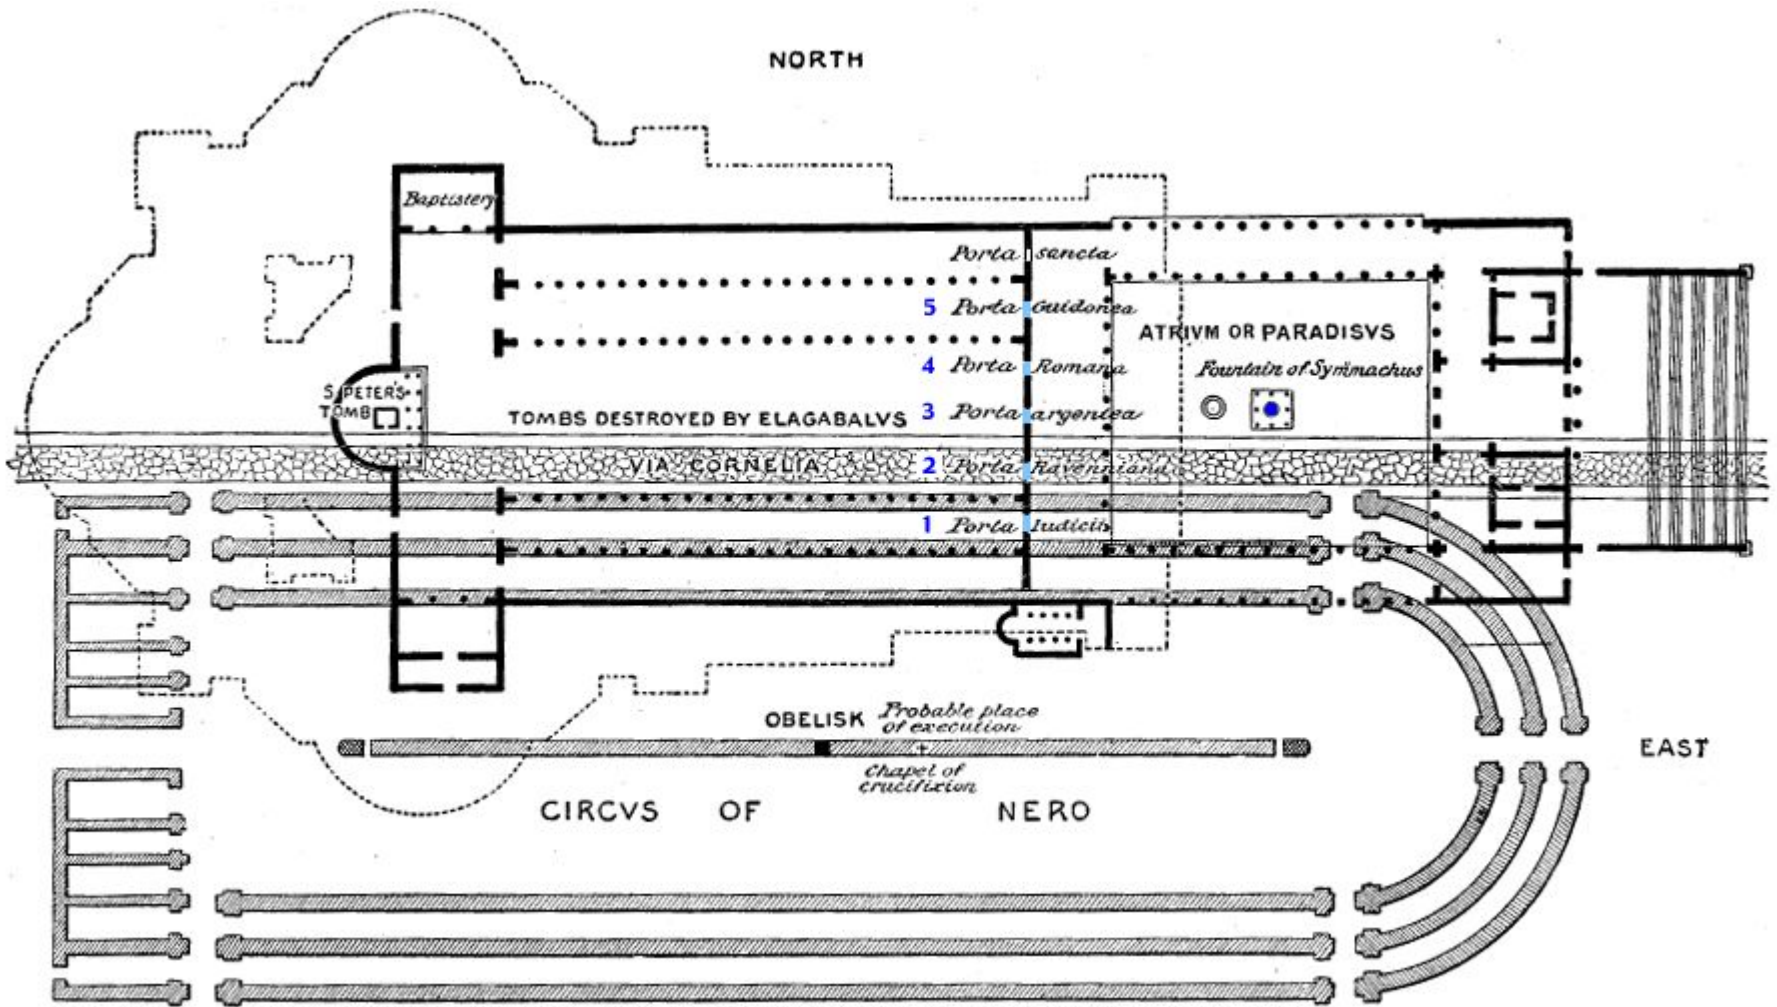 NORTH
Baptistery
Porta sancta
5 Porta Guidonea
ATRIVM OR PARADISVS
4 Porta Romana
Fountain of Symmachus
S. PETER'S
TOMB
3 Porta argentea
TOMBS DESTROYED BY ELAGABALVS
VIA CORNELIA
2 Porta Ravenniana
1 Porta Iudicii
OBELISK
Probable place
of execution
EAST
Chapel of
crucifixion
CIRCVS OF NERO